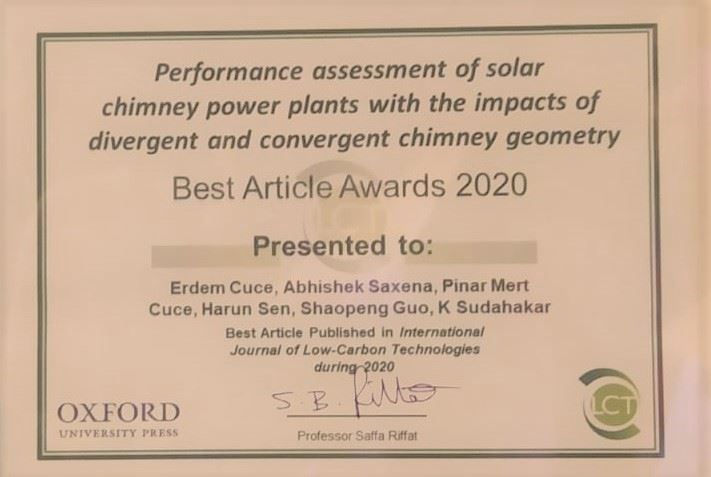 Performance assessment of solar
chimney power plants with the impacts of
divergent and convergent chimney geometry
Best Article Awards 2020
LCT
Presented to:
Erdem Cuce, Abhishek Saxena, Pinar Mert
Cuce, Harun Sen, Shaopeng Guo, K Sudahakar
Best Article Published in International
Journal of Low-Carbon Technologies
during 2020
S. B. Riffat
OXFORD
UNIVERSITY PRESS
Professor Saffa Riffat
LCT